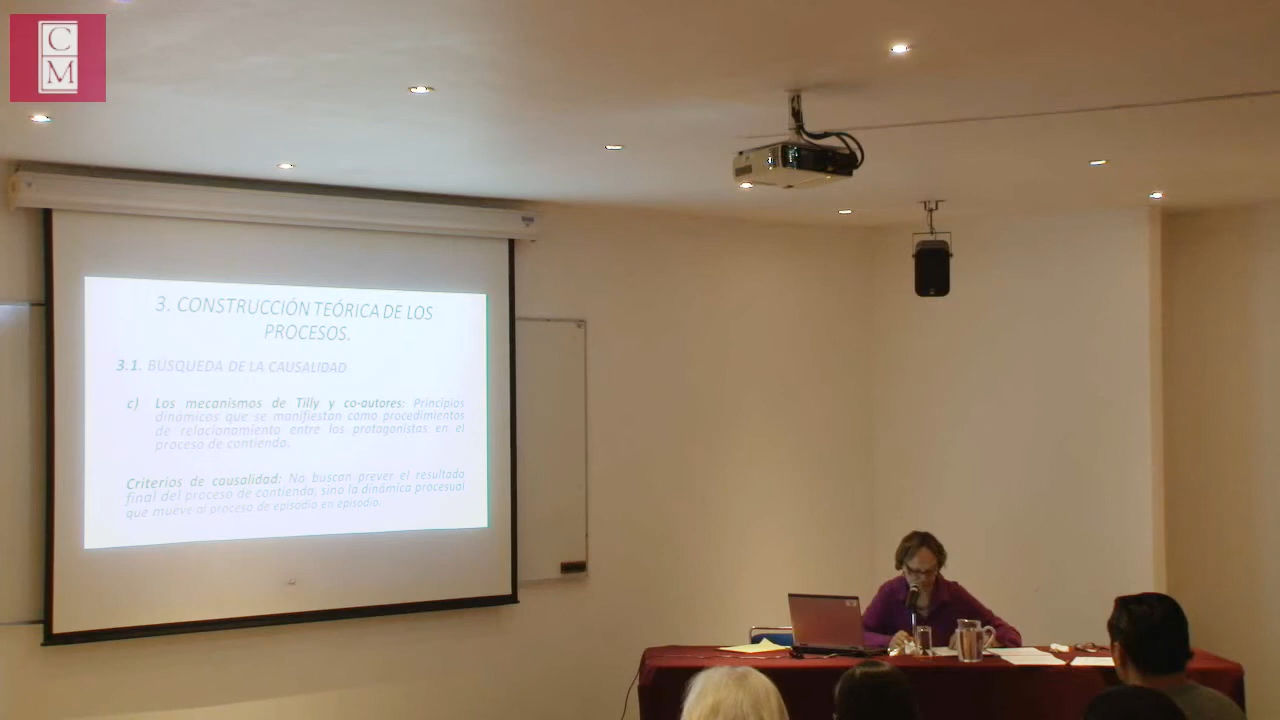 C
M
3. CONSTRUCCIÓN TEÓRICA DE LOS
PROCESOS.
3.1. BÚSQUEDA DE LA CAUSALIDAD
c) Los mecanismos de Tilly y co-autores: Principios
dinámicos que se manifiestan como procedimientos
de relacionamiento entre los protagonistas en el
proceso de contienda.
Criterios de causalidad: No buscan prever el resultado
final del proceso de contienda, sino la dinámica procesual
que mueve al proceso de episodio en episodio.